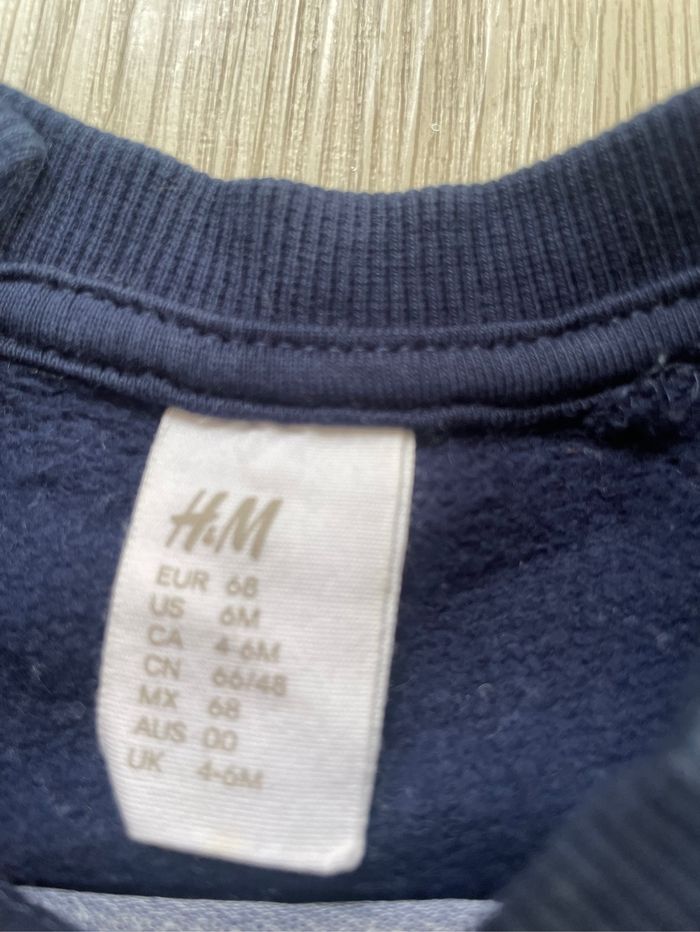 H&M
EUR 68
US 6M
CA 4-6M
CN 66/48
MX 68
AUS 00
UK 4-6M